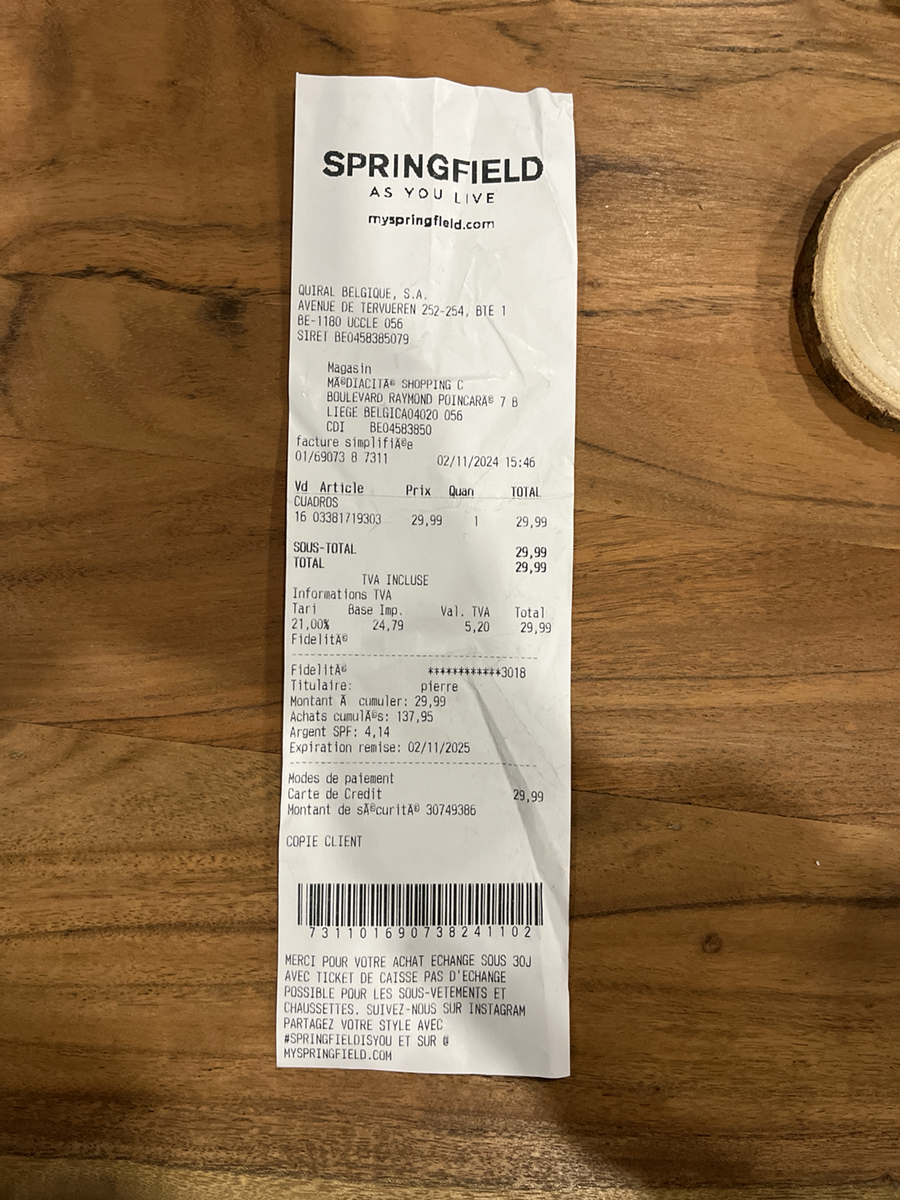 SPRINGFIELD
AS YOU LIVE
myspringfield.com
QUIRAL BELGIQUE, S.A.
AVENUE DE TERVUEREN 252-254, BTE 1
BE-1180 UCCLE 056
SIRET BE0458385079
Magasin
MÃ©DIACITÃ© SHOPPING C
BOULEVARD RAYMOND POINCARÃ© 7 B
LIEGE BELGICA04020 056
CDI BE04583850
facture simplifiÃ©e
01/69073 8 7311 02/11/2024 15:46
Vd Article Prix Quan TOTAL
CUADROS
16 03381719303 29,99 1 29,99
SOUS-TOTAL 29,99
TOTAL 29,99
TVA INCLUSE
Informations TVA
Tari Base Imp. Val. TVA Total
21,00% 24,79 5,20 29,99
FidelitÃ©
FidelitÃ© ************3018
Titulaire: pierre
Montant Ã cumuler: 29,99
Achats cumulÃ©s: 137,95
Argent SPF: 4,14
Expiration remise: 02/11/2025
Modes de paiement
Carte de Credit 29,99
Montant de sÃ©curitÃ© 30749386
COPIE CLIENT
731101690738241102
MERCI POUR VOTRE ACHAT ECHANGE SOUS 30J
AVEC TICKET DE CAISSE PAS D'ECHANGE
POSSIBLE POUR LES SOUS-VETEMENTS ET
CHAUSSETTES. SUIVEZ-NOUS SUR INSTAGRAM
PARTAGEZ VOTRE STYLE AVEC
#SPRINGFIELDISYOU ET SUR @
MYSPRINGFIELD.COM